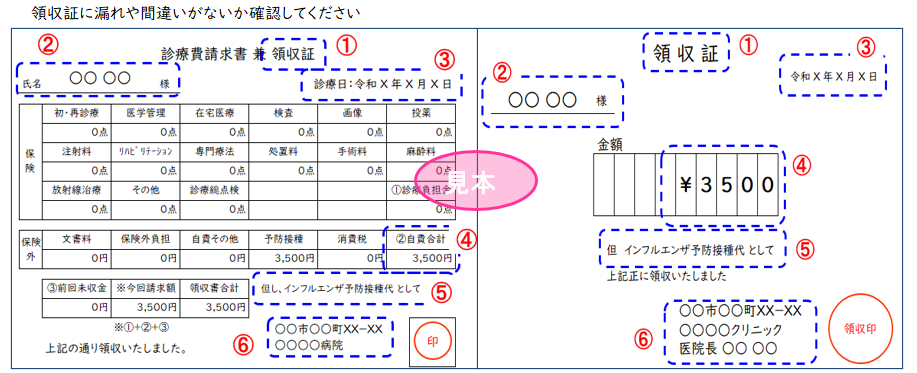 領収証に漏れや間違いがないか確認してください
診療費請求書 兼 領収証 ①
② ③
氏名 〇〇 〇〇 様
診療日:令和X年X月X日
保険
初・再診療 医学管理 在宅医療 検査 画像 投薬
0点 0点 0点 0点 0点 0点
注射料 リハビリテーション 専門療法 処置料 手術料 麻酔料
0点 0点 0点 0点 0点 0点
放射線治療 その他 診療総点検 ①診療負担金
0点 0点 0点 0点
保険外
文書料 保険外負担 自費その他 予防接種 消費税 ②自費合計 ④
0円 0円 0円 3,500円 0円 3,500円
③前回未収金 ※今回請求額 領収書合計
0円 3,500円 3,500円
但し、インフルエンザ予防接種代 として ⑤
※①+②+③
上記の通り領収いたしました。
⑥ 〇〇市〇〇町XX−XX
〇〇〇〇病院
印
見本
領収証 ①
② ③
〇〇 〇〇 様
令和X年X月X日
金額
¥3500 ④
但 インフルエンザ予防接種代 として ⑤
上記正に領収いたしました
〇〇市〇〇町XX−XX
⑥ 〇〇〇〇クリニック
医院長 〇〇 〇〇
領収印